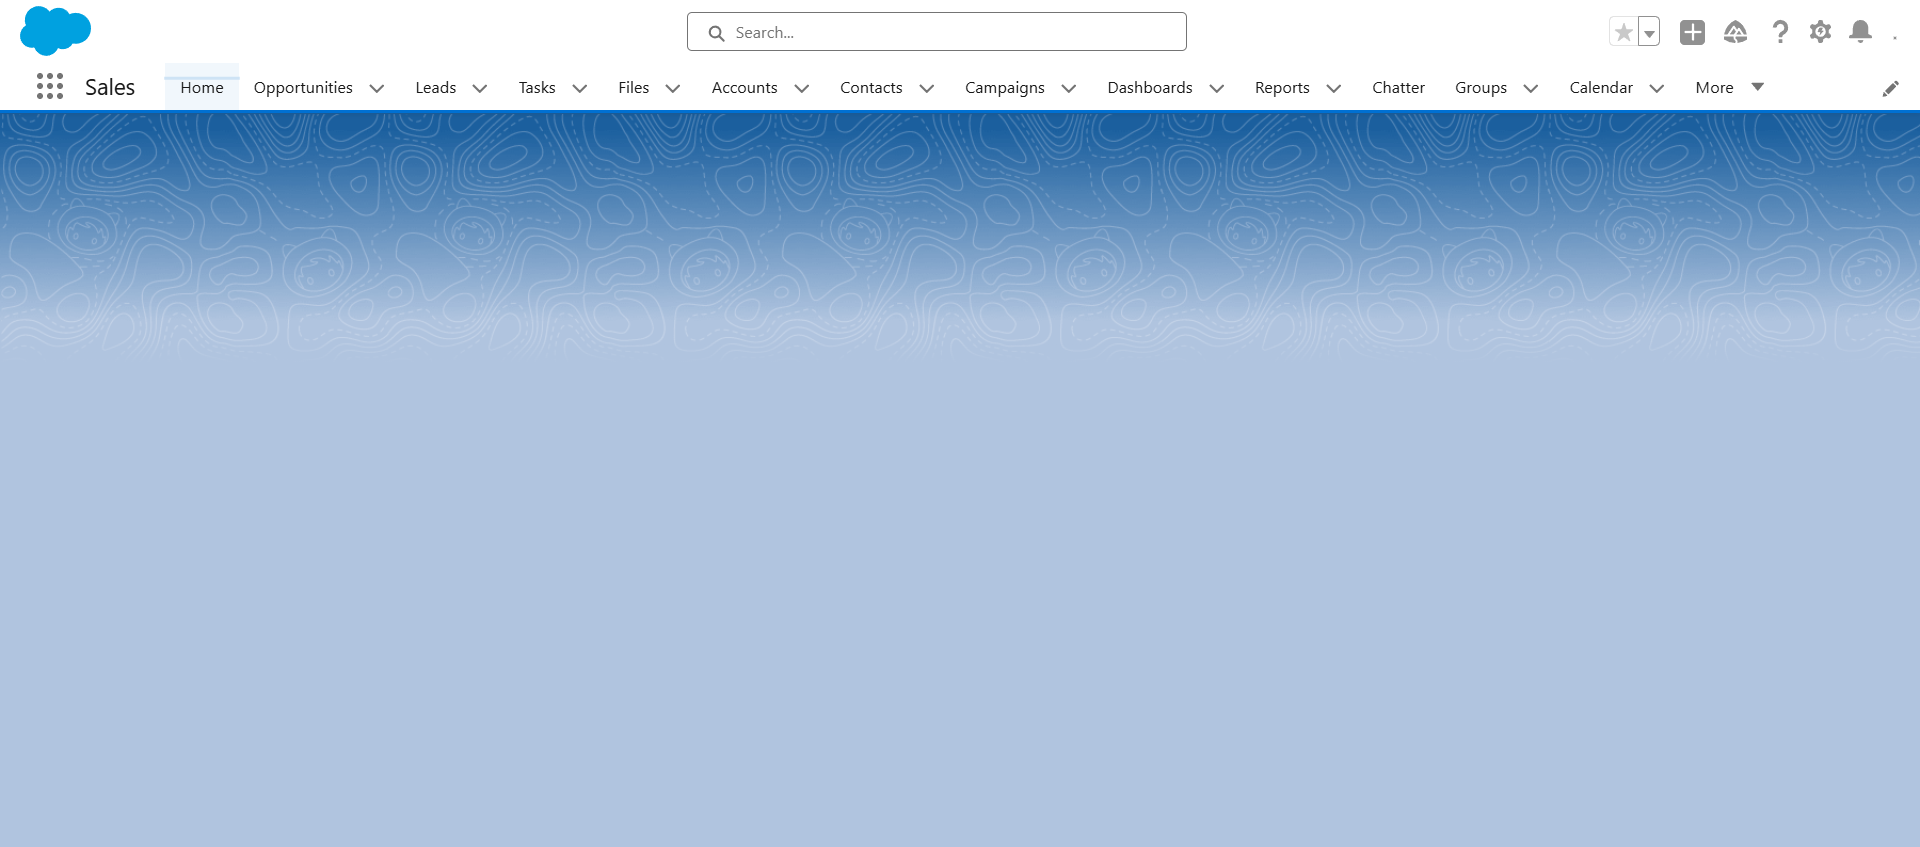 Search...
Sales
Home
Opportunities
Leads
Tasks
Files
Accounts
Contacts
Campaigns
Dashboards
Reports
Chatter
Groups
Calendar
More